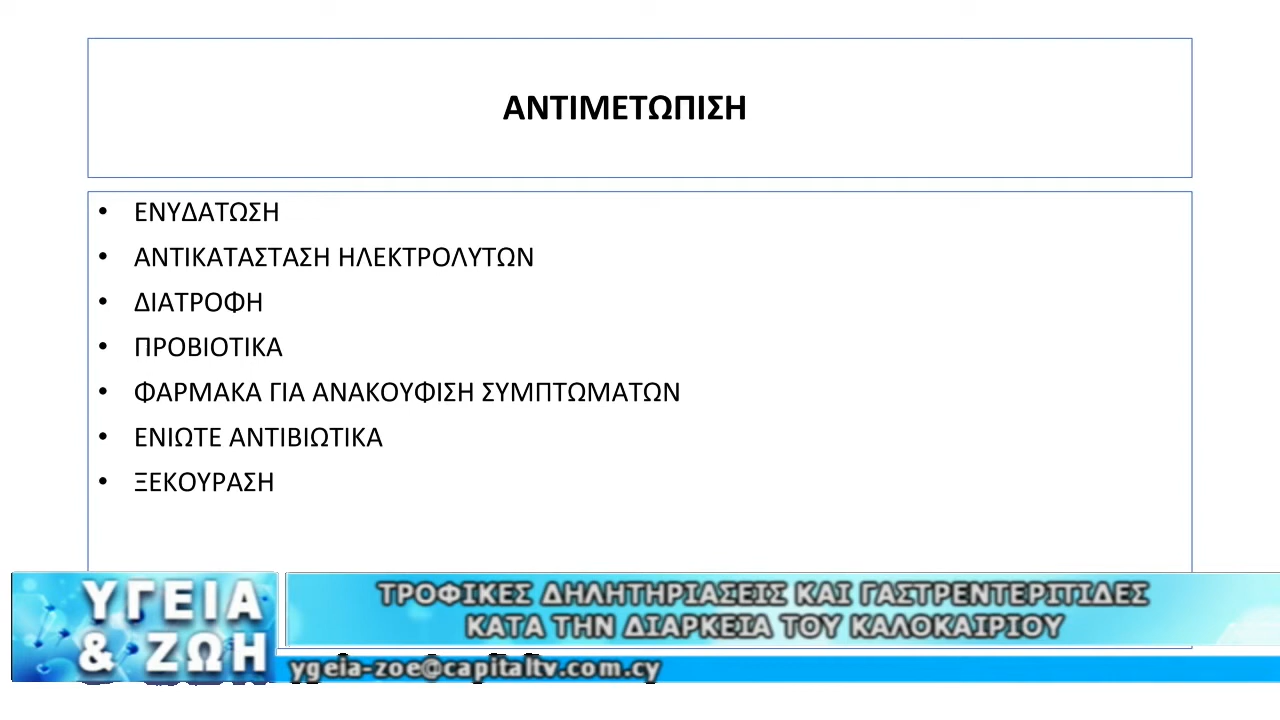 ΑΝΤΙΜΕΤΩΠΙΣΗ
• ΕΝΥΔΑΤΩΣΗ
• ΑΝΤΙΚΑΤΑΣΤΑΣΗ ΗΛΕΚΤΡΟΛΥΤΩΝ
• ΔΙΑΤΡΟΦΗ
• ΠΡΟΒΙΟΤΙΚΑ
• ΦΑΡΜΑΚΑ ΓΙΑ ΑΝΑΚΟΥΦΙΣΗ ΣΥΜΠΤΩΜΑΤΩΝ
• ΕΝΙΩΤΕ ΑΝΤΙΒΙΩΤΙΚΑ
• ΞΕΚΟΥΡΑΣΗ
ΥΓΕΙΑ
& ΖΩΗ
ΤΡΟΦΙΚΕΣ ΔΗΛΗΤΗΡΙΑΣΕΙΣ ΚΑΙ ΓΑΣΤΡΕΝΤΕΡΙΤΙΔΕΣ
ΚΑΤΑ ΤΗΝ ΔΙΑΡΚΕΙΑ ΤΟΥ ΚΑΛΟΚΑΙΡΙΟΥ
ygeia-zoe@capitaltv.com.cy